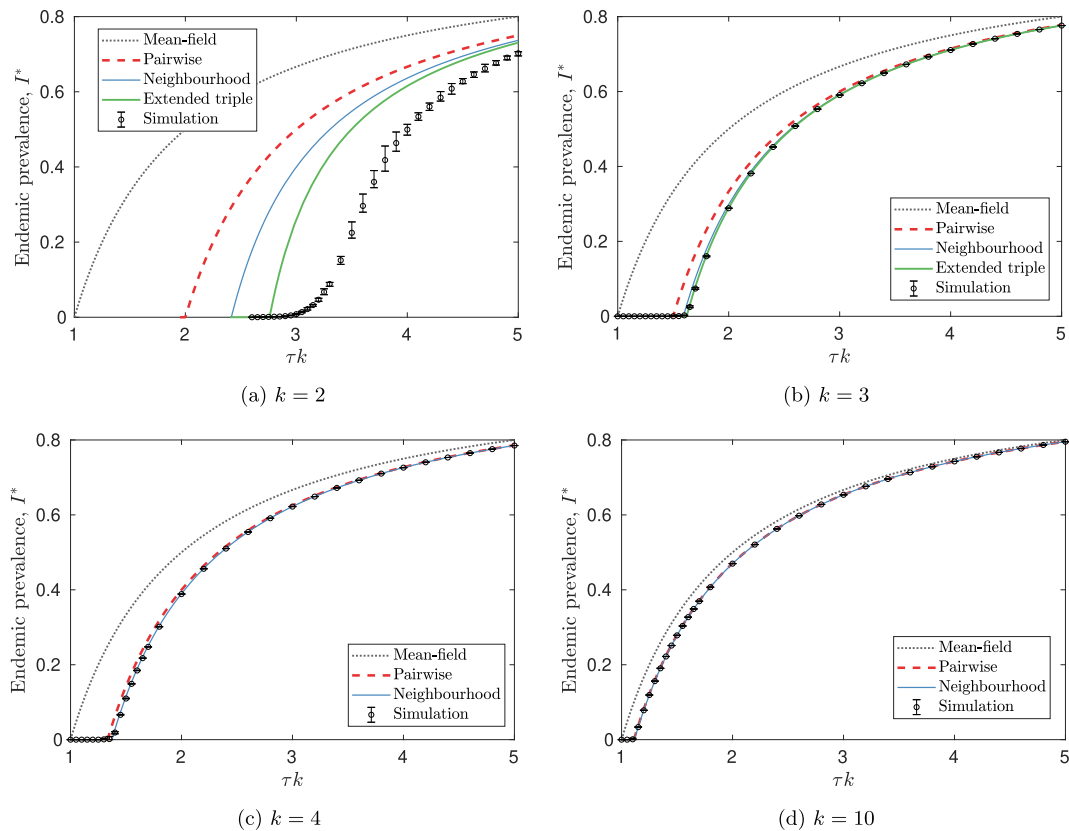 Endemic prevalence, I*
0.8
0.6
0.4
0.2
0
Mean-field
Pairwise
Neighbourhood
Extended triple
Simulation
1 2 3 4 5
τk
(a) k = 2
Endemic prevalence, I*
0.8
0.6
0.4
0.2
0
Mean-field
Pairwise
Neighbourhood
Extended triple
Simulation
1 2 3 4 5
τk
(b) k = 3
Endemic prevalence, I*
0.8
0.6
0.4
0.2
0
Mean-field
Pairwise
Neighbourhood
Simulation
1 2 3 4 5
τk
(c) k = 4
Endemic prevalence, I*
0.8
0.6
0.4
0.2
0
Mean-field
Pairwise
Neighbourhood
Simulation
1 2 3 4 5
τk
(d) k = 10